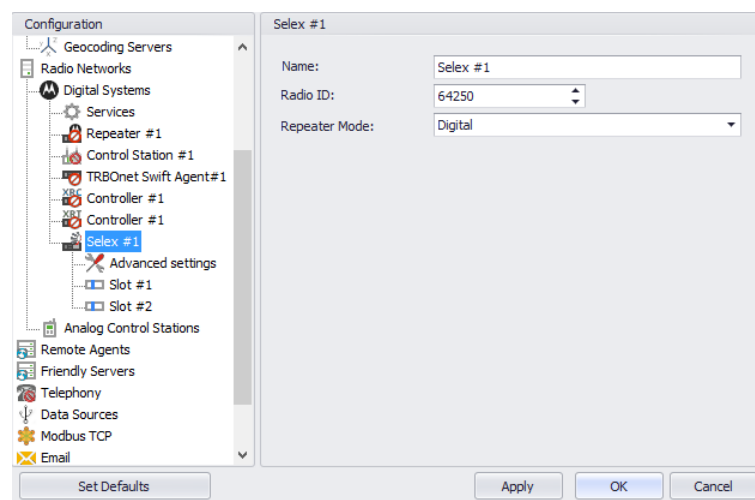 Configuration
Geocoding Servers
Radio Networks
Digital Systems
Services
Repeater #1
Control Station #1
TRBOnet Swift Agent#1
XRC
Controller #1
XRT
Controller #1
Selex #1
Advanced settings
Slot #1
Slot #2
Analog Control Stations
Remote Agents
Friendly Servers
Telephony
Data Sources
Modbus TCP
Email
Selex #1
Name: Selex #1
Radio ID: 64250
Repeater Mode: Digital
Set Defaults
Apply OK Cancel